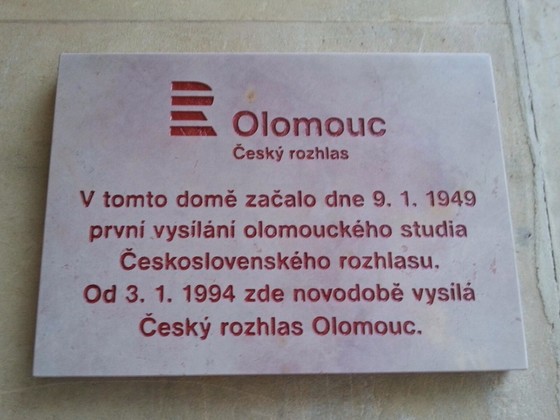 Olomouc
Český rozhlas
V tomto domě začalo dne 9. 1. 1949
první vysílání olomouckého studia
Československého rozhlasu.
Od 3. 1. 1994 zde novodobě vysílá
Český rozhlas Olomouc.